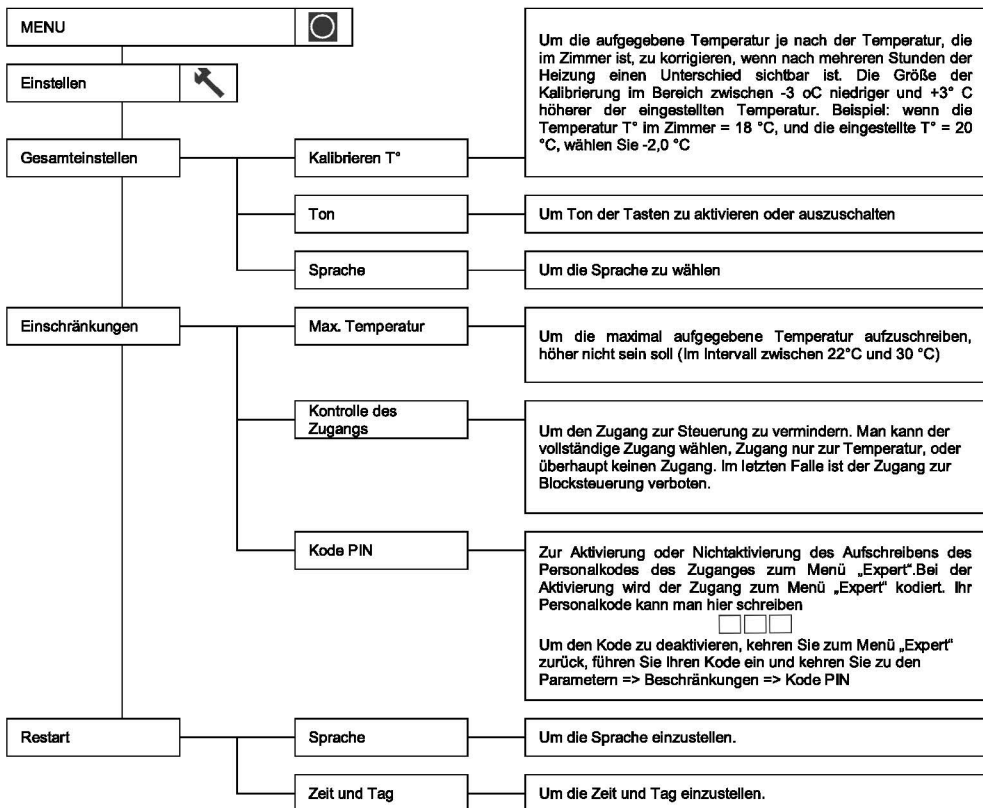 MENU
Einstellen
Gesamteinstellen
Kalibrieren T°
Um die aufgegebene Temperatur je nach der Temperatur, die
im Zimmer ist, zu korrigieren, wenn nach mehreren Stunden der
Heizung einen Unterschied sichtbar ist. Die Größe der
Kalibrierung im Bereich zwischen -3 oC niedriger und +3° C
höherer der eingestellten Temperatur. Beispiel: wenn die
Temperatur T° im Zimmer = 18 °C, und die eingestellte T° = 20
°C, wählen Sie -2,0 °C
Ton
Um Ton der Tasten zu aktivieren oder auszuschalten
Sprache
Um die Sprache zu wählen
Einschränkungen
Max. Temperatur
Um die maximal aufgegebene Temperatur aufzuschreiben,
höher nicht sein soll (Im Intervall zwischen 22°C und 30 °C)
Kontrolle des
Zugangs
Um den Zugang zur Steuerung zu vermindern. Man kann der
vollständige Zugang wählen, Zugang nur zur Temperatur, oder
überhaupt keinen Zugang. Im letzten Falle ist der Zugang zur
Blocksteuerung verboten.
Kode PIN
Zur Aktivierung oder Nichtaktivierung des Aufschreibens des
Personalkodes des Zuganges zum Menü „Expert“.Bei der
Aktivierung wird der Zugang zum Menü „Expert“ kodiert. Ihr
Personalkode kann man hier schreiben
Um den Kode zu deaktivieren, kehren Sie zum Menü „Expert“
zurück, führen Sie Ihren Kode ein und kehren Sie zu den
Parametern => Beschränkungen => Kode PIN
Restart
Sprache
Um die Sprache einzustellen.
Zeit und Tag
Um die Zeit und Tag einzustellen.